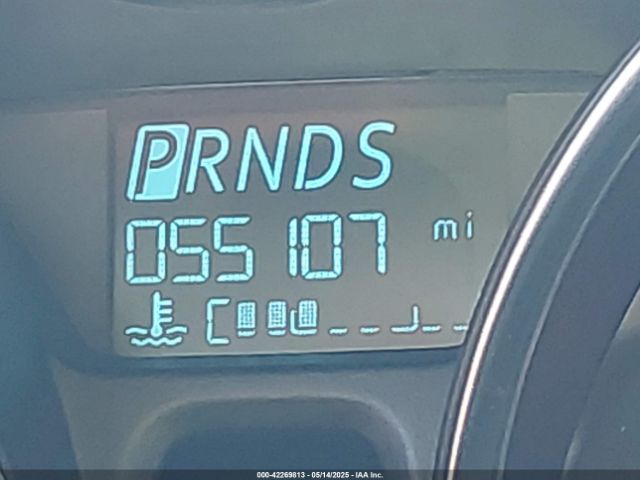 PRNDS
055107 mi
C
000-42269813 - 05/14/2025 - IAA Inc.